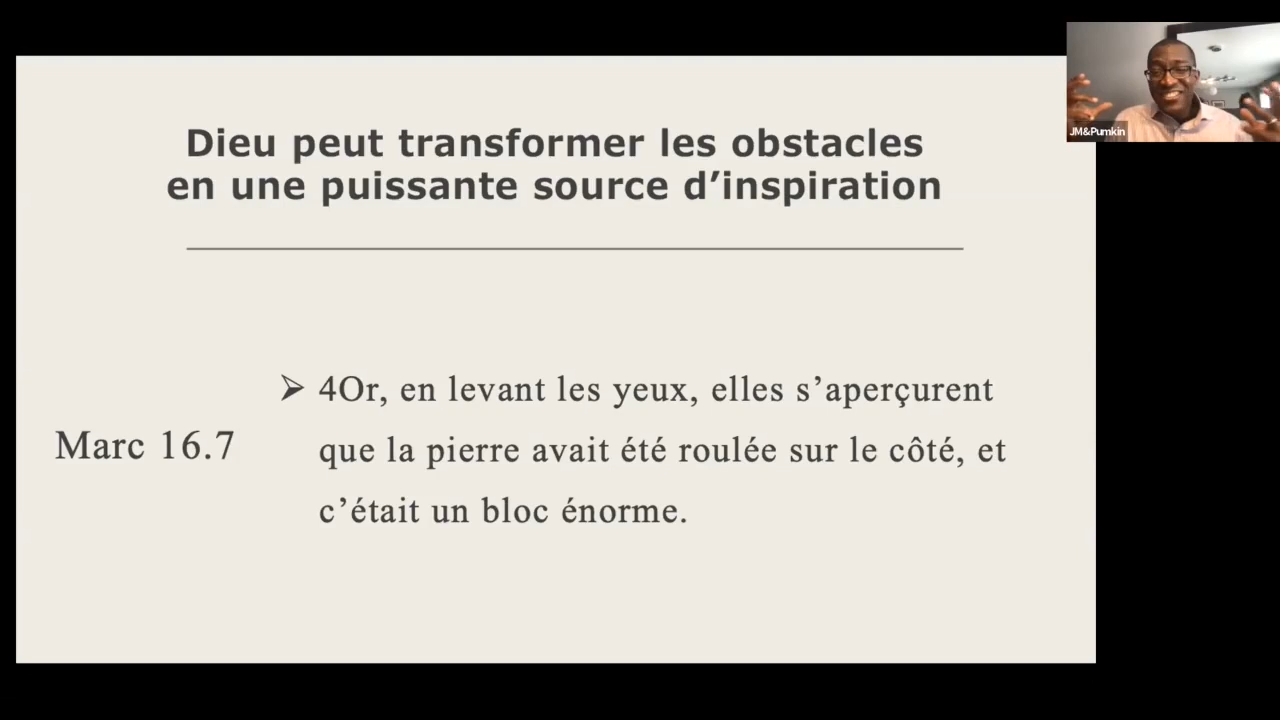 Dieu peut transformer les obstacles
en une puissante source d’inspiration
JM&Pumkin
Marc 16.7
➢ 4Or, en levant les yeux, elles s’aperçurent
que la pierre avait été roulée sur le côté, et
c’était un bloc énorme.